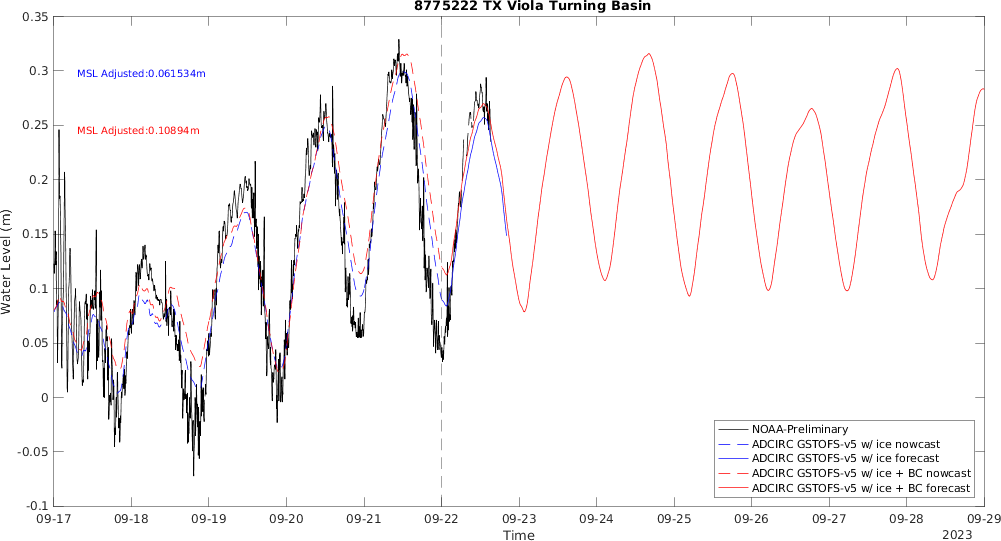 8775222 TX Viola Turning Basin
0.35
0.3
0.25
0.2
0.15
0.1
0.05
0
-0.05
-0.1
Water Level (m)
MSL Adjusted:0.061534m
MSL Adjusted:0.10894m
NOAA-Preliminary
ADCIRC GSTOFS-v5 w/ ice nowcast
ADCIRC GSTOFS-v5 w/ ice forecast
ADCIRC GSTOFS-v5 w/ ice + BC nowcast
ADCIRC GSTOFS-v5 w/ ice + BC forecast
09-17 09-18 09-19 09-20 09-21 09-22 09-23 09-24 09-25 09-26 09-27 09-28 09-29
Time
2023